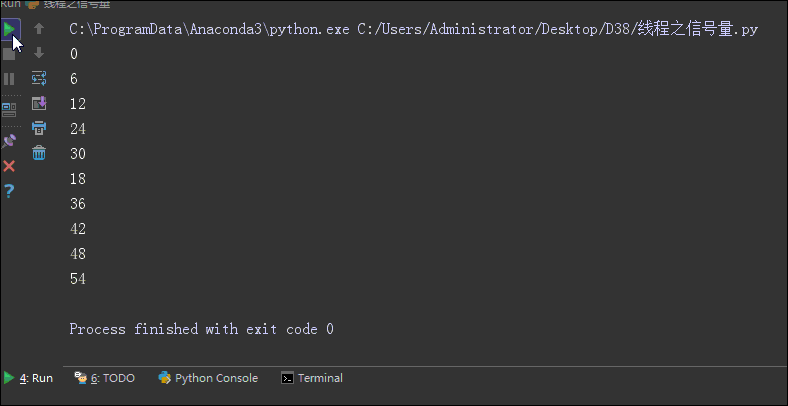 Run 线程之信号量
C:\ProgramData\Anaconda3\python.exe C:/Users/Administrator/Desktop/D38/线程之信号量.py
0
6
12
24
30
18
36
42
48
54
Process finished with exit code 0
4: Run 6: TODO Python Console Terminal